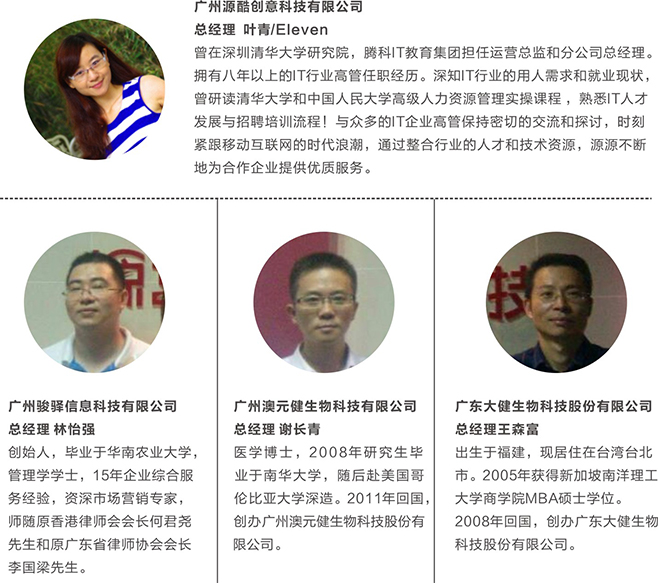 广州源酷创意科技有限公司
总经理 叶青/Eleven
曾在深圳清华大学研究院，腾科IT教育集团担任运营总监和分公司总经理。
拥有八年以上的IT行业高管任职经历。深知IT行业的用人需求和就业现状，
曾研读清华大学和中国人民大学高级人力资源管理实操课程，熟悉IT人才
发展与招聘培训流程！与众多的IT企业高管保持密切的交流和探讨，时刻
紧跟移动互联网的时代浪潮，通过整合行业的人才和技术资源，源源不断
地为合作企业提供优质服务。
广州骏驿信息科技有限公司
总经理 林怡强
创始人，毕业于华南农业大学，
管理学学士，15年企业综合服
务经验，资深市场营销专家，
师随原香港律师会会长何君尧
先生和原广东省律师协会会长
李国梁先生。
广州澳元健生物科技有限公司
总经理 谢长青
医学博士，2008年研究生毕
业于南华大学，随后赴美国哥
伦比亚大学深造。2011年回国，
创办广州澳元健生物科技股份有
限公司。
技
广东大健生物科技股份有限公司
总经理王森富
出生于福建，现居住在台湾台北
市。2005年获得新加坡南洋理工
大学商学院MBA硕士学位。
2008年回国，创办广东大健生物
科技股份有限公司。